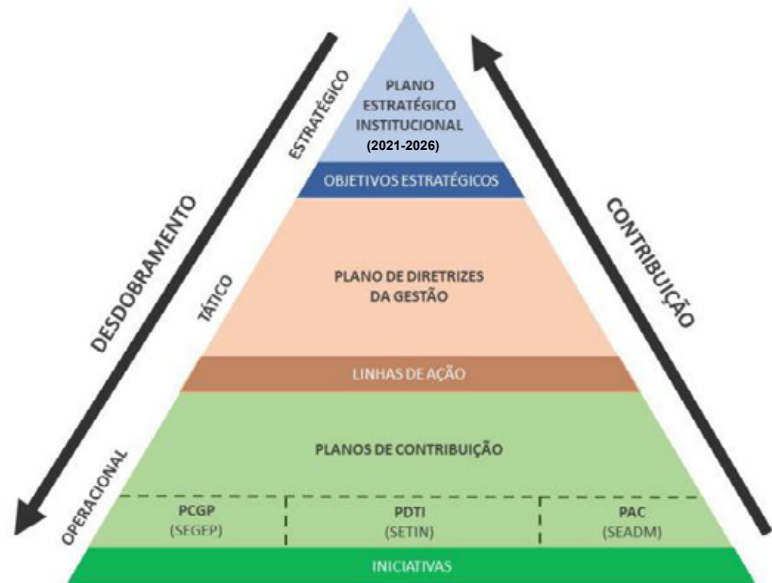 PLANO
ESTRATÉGICO
INSTITUCIONAL
(2021-2026)
OBJETIVOS ESTRATÉGICOS
PLANO DE DIRETRIZES
DA GESTÃO
LINHAS DE AÇÃO
PLANOS DE CONTRIBUIÇÃO
PCGP
(SEGEP)
PDTI
(SETIN)
PAC
(SEADM)
INICIATIVAS
ESTRATÉGICO
TÁTICO
OPERACIONAL
DESDOBRAMENTO
CONTRIBUIÇÃO